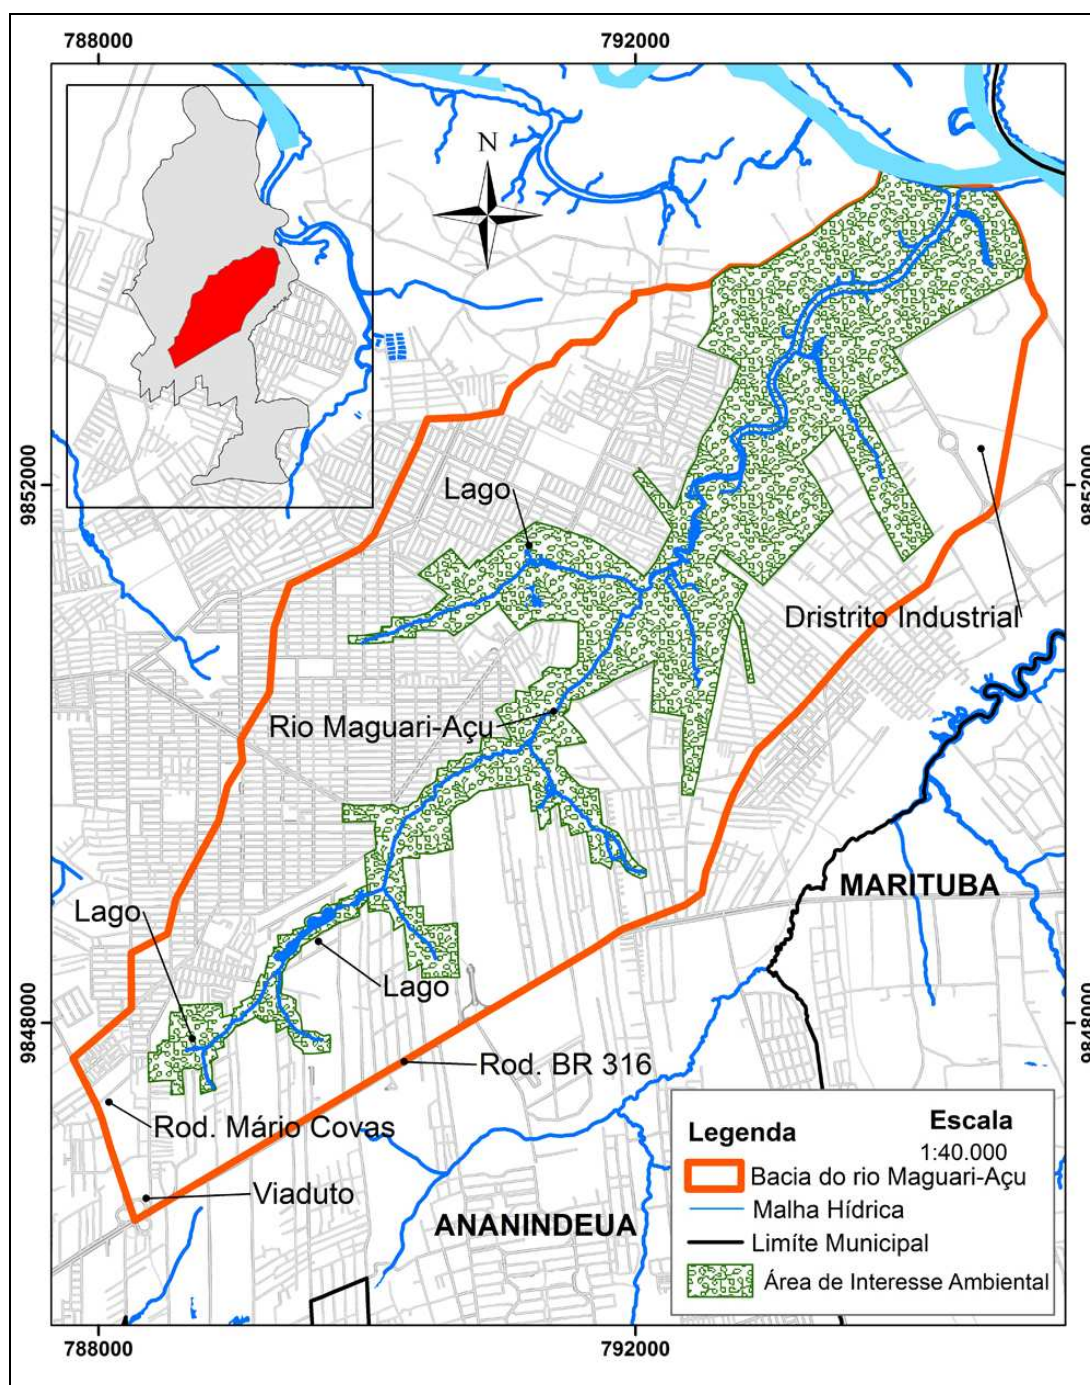 788000
792000
N
9852000
9852000
Lago
Dristrito Industrial
Rio Maguari-Açu
MARITUBA
Lago
Lago
9848000
9848000
Rod. BR 316
Rod. Mário Covas
Viaduto
ANANINDEUA
Legenda
Escala
1:40.000
Bacia do rio Maguari-Açu
Malha Hídrica
Limíte Municipal
Área de Interesse Ambiental
788000
792000